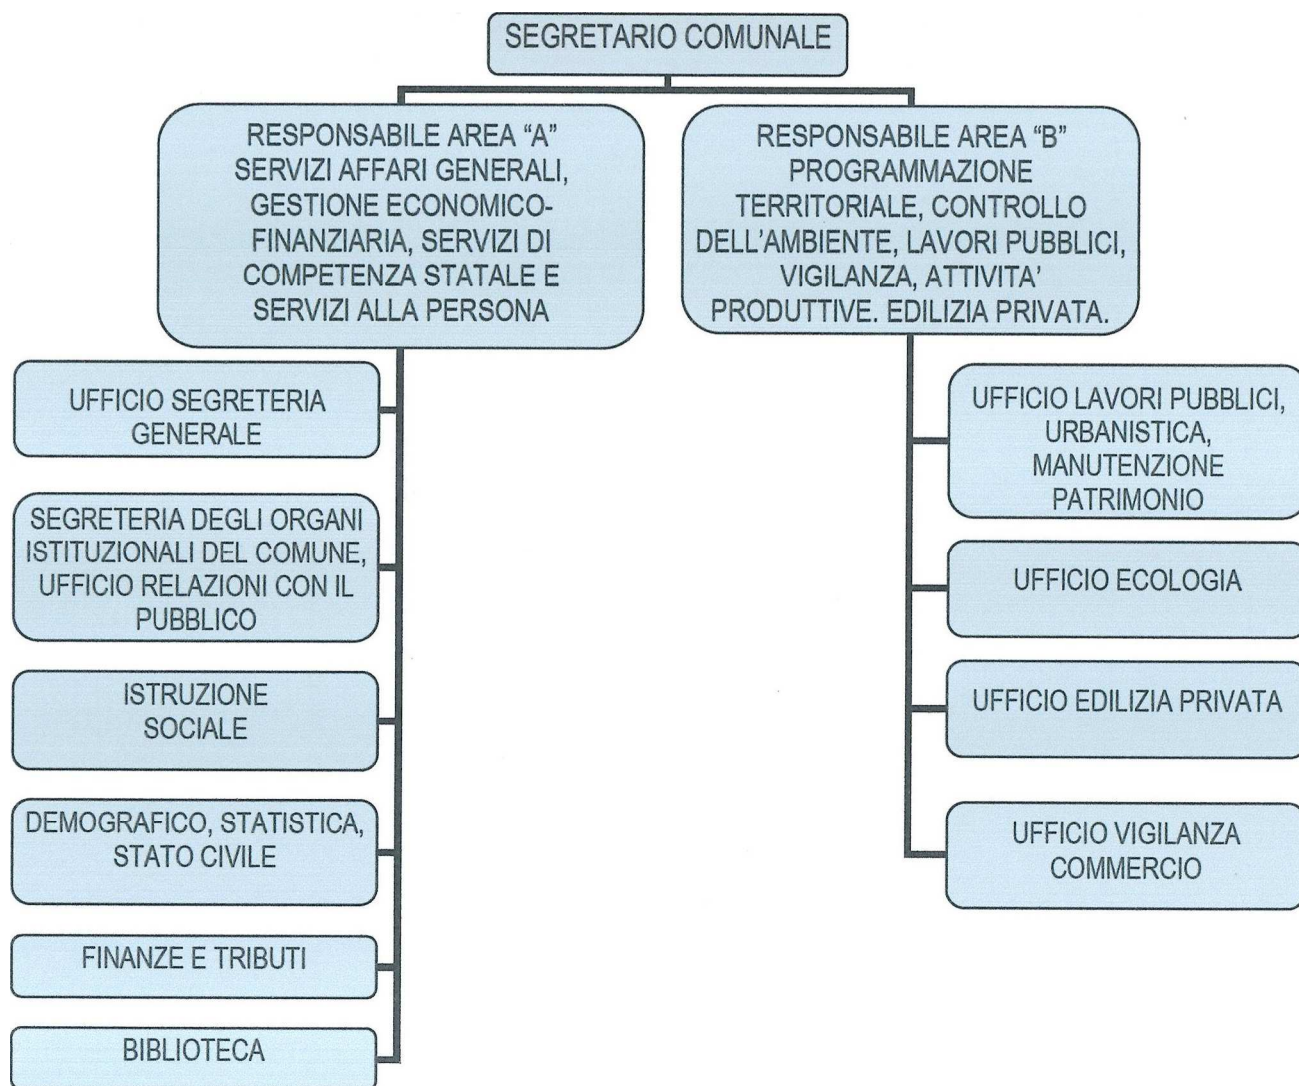 SEGRETARIO COMUNALE
RESPONSABILE AREA “A”
SERVIZI AFFARI GENERALI,
GESTIONE ECONOMICO-
FINANZIARIA, SERVIZI DI
COMPETENZA STATALE E
SERVIZI ALLA PERSONA
RESPONSABILE AREA “B”
PROGRAMMAZIONE
TERRITORIALE, CONTROLLO
DELL’AMBIENTE, LAVORI PUBBLICI,
VIGILANZA, ATTIVITA’
PRODUTTIVE. EDILIZIA PRIVATA.
UFFICIO SEGRETERIA
GENERALE
SEGRETERIA DEGLI ORGANI
ISTITUZIONALI DEL COMUNE,
UFFICIO RELAZIONI CON IL
PUBBLICO
ISTRUZIONE
SOCIALE
DEMOGRAFICO, STATISTICA,
STATO CIVILE
FINANZE E TRIBUTI
BIBLIOTECA
UFFICIO LAVORI PUBBLICI,
URBANISTICA,
MANUTENZIONE
PATRIMONIO
UFFICIO ECOLOGIA
UFFICIO EDILIZIA PRIVATA
UFFICIO VIGILANZA
COMMERCIO